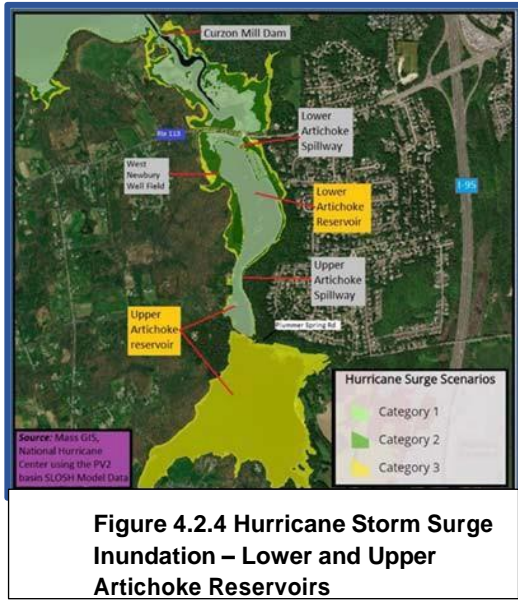 Curzon Mill Dam
Lower
Artichoke
Spillway
Rte 113
West
Newbury
Well Field
Lower
Artichoke
Reservoir
I-95
Upper
Artichoke
Spillway
Upper
Artichoke
reservoir
Plummer Spring Rd
Hurricane Surge Scenarios
Category 1
Category 2
Category 3
Source: Mass GIS,
National Hurricane
Center using the PV2
basin SLOSH Model Data
Figure 4.2.4 Hurricane Storm Surge
Inundation – Lower and Upper
Artichoke Reservoirs